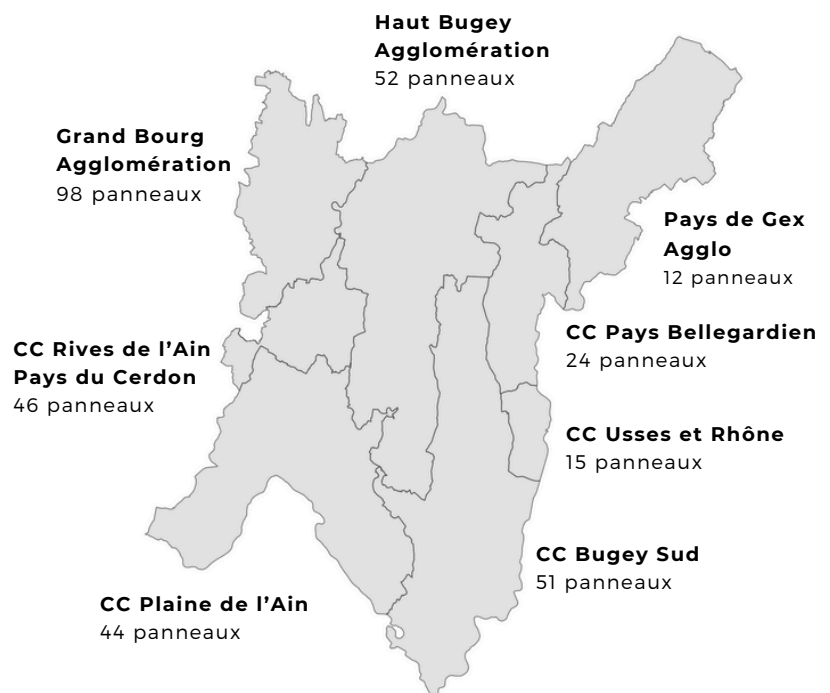 Haut Bugey
Agglomération
52 panneaux
Grand Bourg
Agglomération
98 panneaux
Pays de Gex
Agglo
12 panneaux
CC Pays Bellegardien
24 panneaux
CC Rives de l’Ain
Pays du Cerdon
46 panneaux
CC Usses et Rhône
15 panneaux
CC Bugey Sud
51 panneaux
CC Plaine de l’Ain
44 panneaux